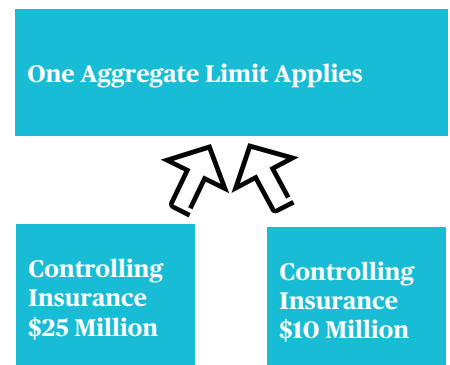 One Aggregate Limit Applies
Controlling
Insurance
$25 Million
Controlling
Insurance
$10 Million